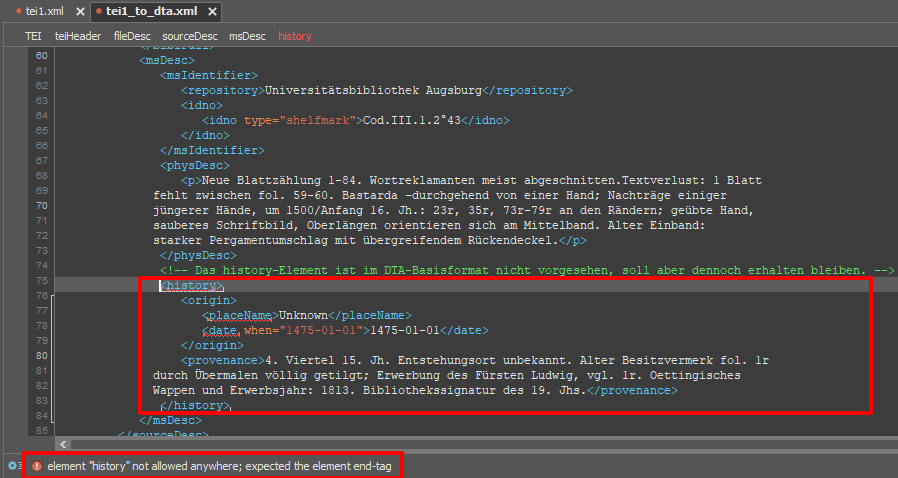 tei1.xml
tei1_to_dta.xml
TEI teiHeader fileDesc sourceDesc msDesc history
60 </biblFull>
61 <msDesc>
62 <msIdentifier>
63 <repository>Universitätsbibliothek Augsburg</repository>
64 <idno>
65 <idno type="shelfmark">Cod.III.1.2°43</idno>
66 </idno>
67 </msIdentifier>
68 <physDesc>
69 <p>Neue Blattzählung 1-84. Wortreklamanten meist abgeschnitten.Textverlust: 1 Blatt
70 fehlt zwischen fol. 59-60. Bastarda -durchgehend von einer Hand; Nachträge einiger
71 jüngerer Hände, um 1500/Anfang 16. Jh.: 23r, 35r, 73r-79r an den Rändern; geübte Hand,
72 sauberes Schriftbild, Oberlängen orientieren sich am Mittelband. Alter Einband:
73 starker Pergamentumschlag mit übergreifendem Rückendeckel.</p>
74 </physDesc>
<!-- Das history-Element ist im DTA-Basisformat nicht vorgesehen, soll aber dennoch erhalten bleiben. -->
75 <history>
76 <origin>
77 <placeName>Unknown</placeName>
78 <date when="1475-01-01">1475-01-01</date>
79 </origin>
80 <provenance>4. Viertel 15. Jh. Entstehungsort unbekannt. Alter Besitzvermerk fol. 1r
81 durch Übermalen völlig getilgt; Erwerbung des Fürsten Ludwig, vgl. 1r. Oettingisches
82 Wappen und Erwerbsjahr: 1813. Bibliothekssignatur des 19. Jhs.</provenance>
83 </history>
84 </msDesc>
85 </sourceDesc>
element "history" not allowed anywhere; expected the element end-tag